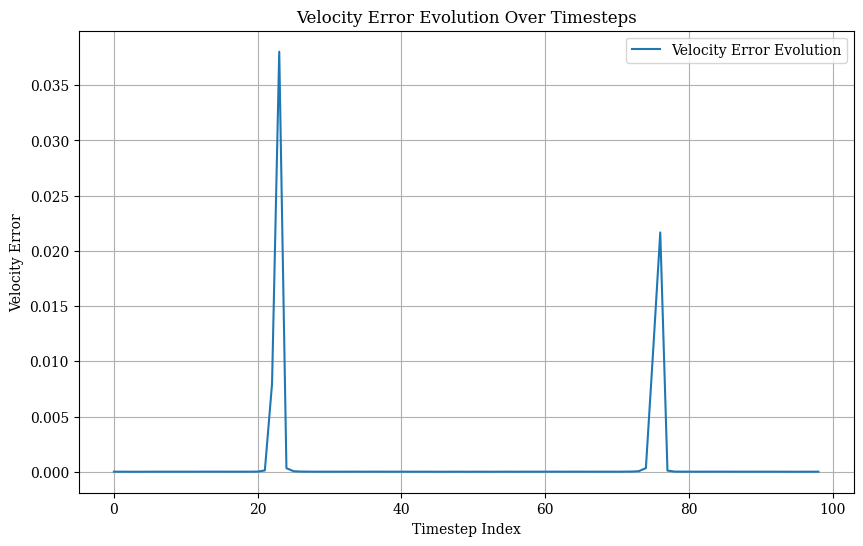 Velocity Error Evolution Over Timesteps
Velocity Error Evolution
Velocity Error
0.035
0.030
0.025
0.020
0.015
0.010
0.005
0.000
0 20 40 60 80 100
Timestep Index